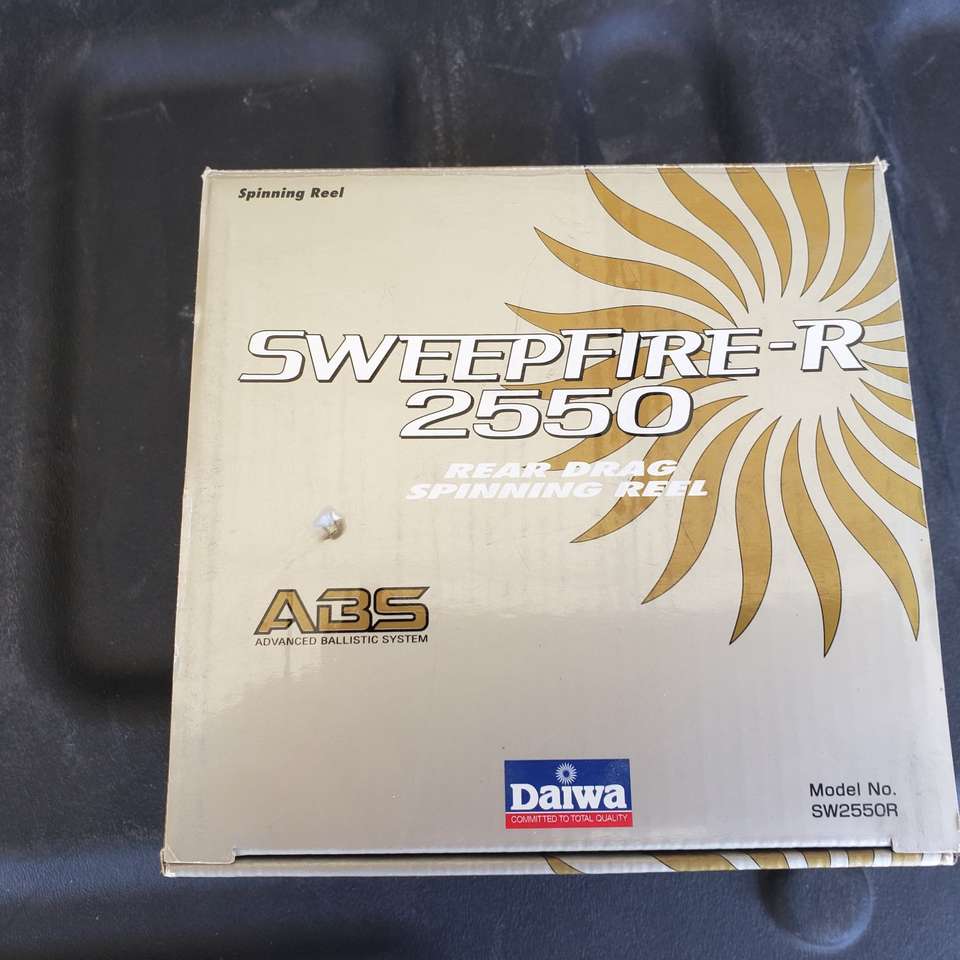 Spinning Reel
SWEEPFIRE-R
2550
REAR DRAG
SPINNING REEL
ABS
ADVANCED BALLISTIC SYSTEM
Daiwa
COMMITTED TO TOTAL QUALITY
Model No.
SW2550R